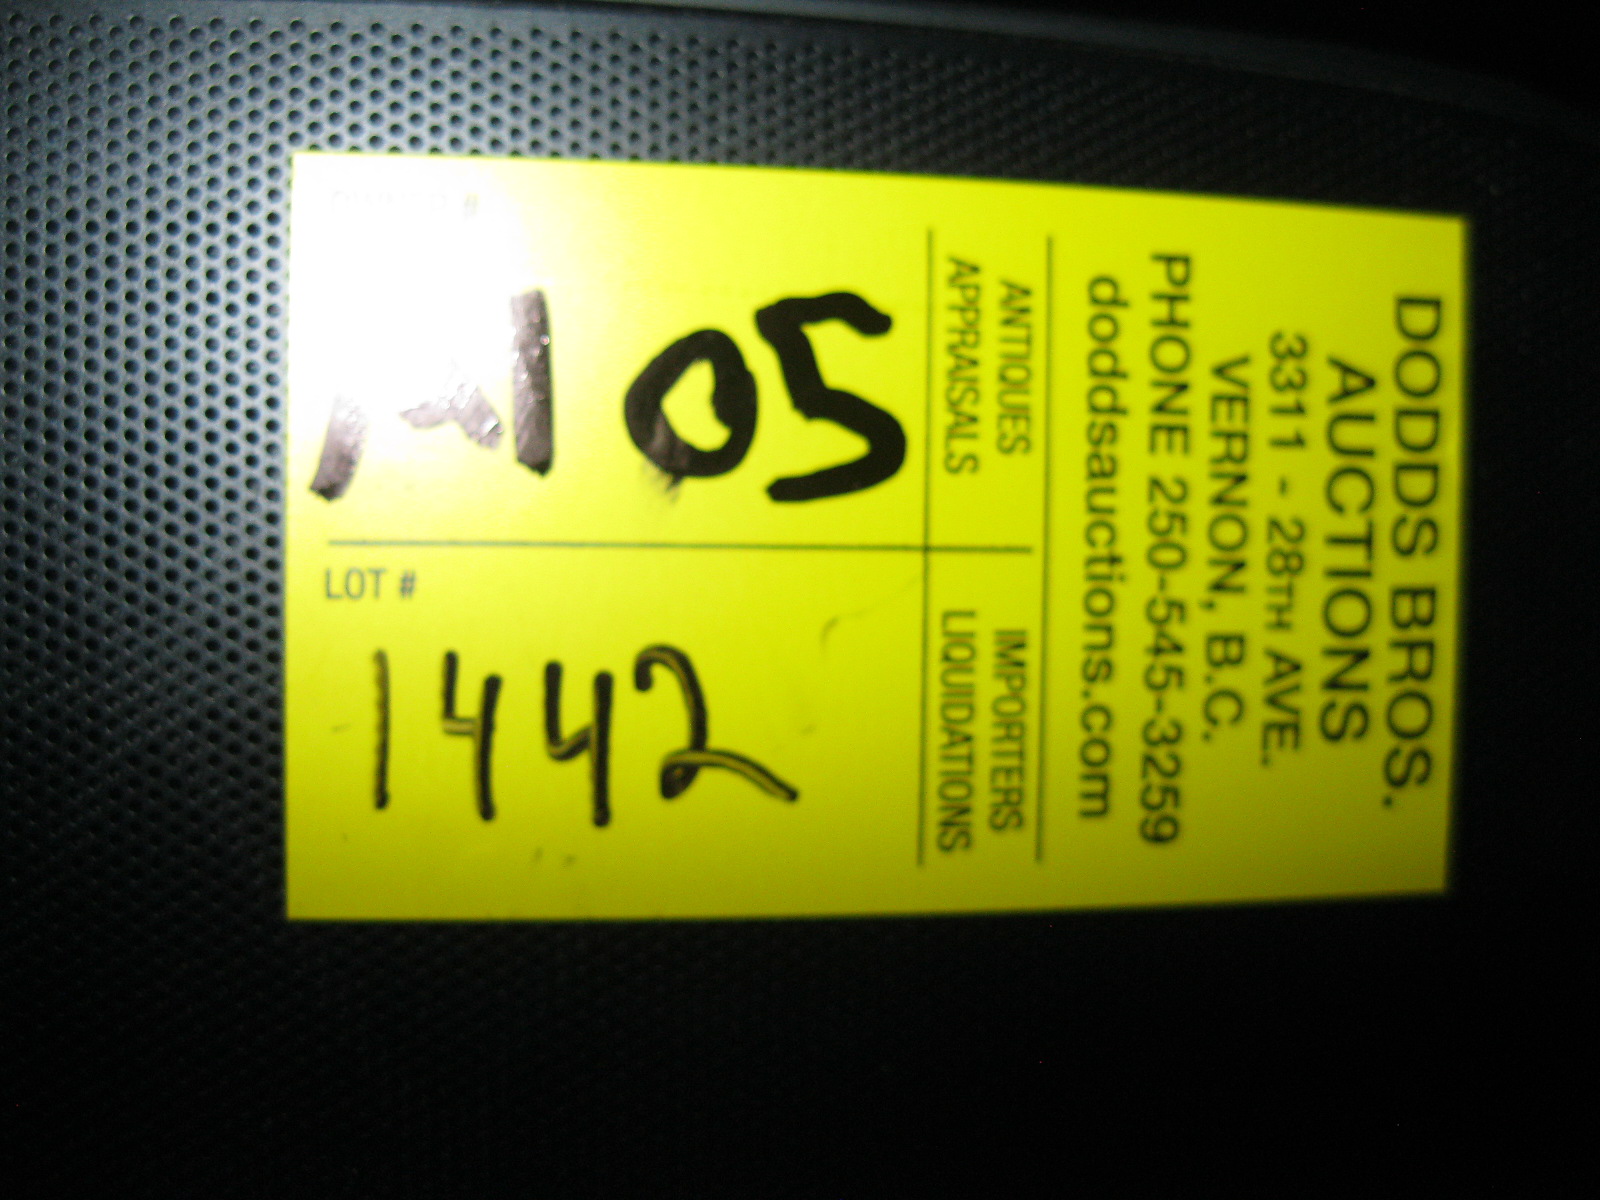 DODDS BROS.
AUCTIONS
3311 - 28TH AVE.
VERNON, B.C.
PHONE 250-545-3259
doddsauctions.com
ANTIQUES
APPRAISALS
IMPORTERS
LIQUIDATIONS
05
LOT #
1442